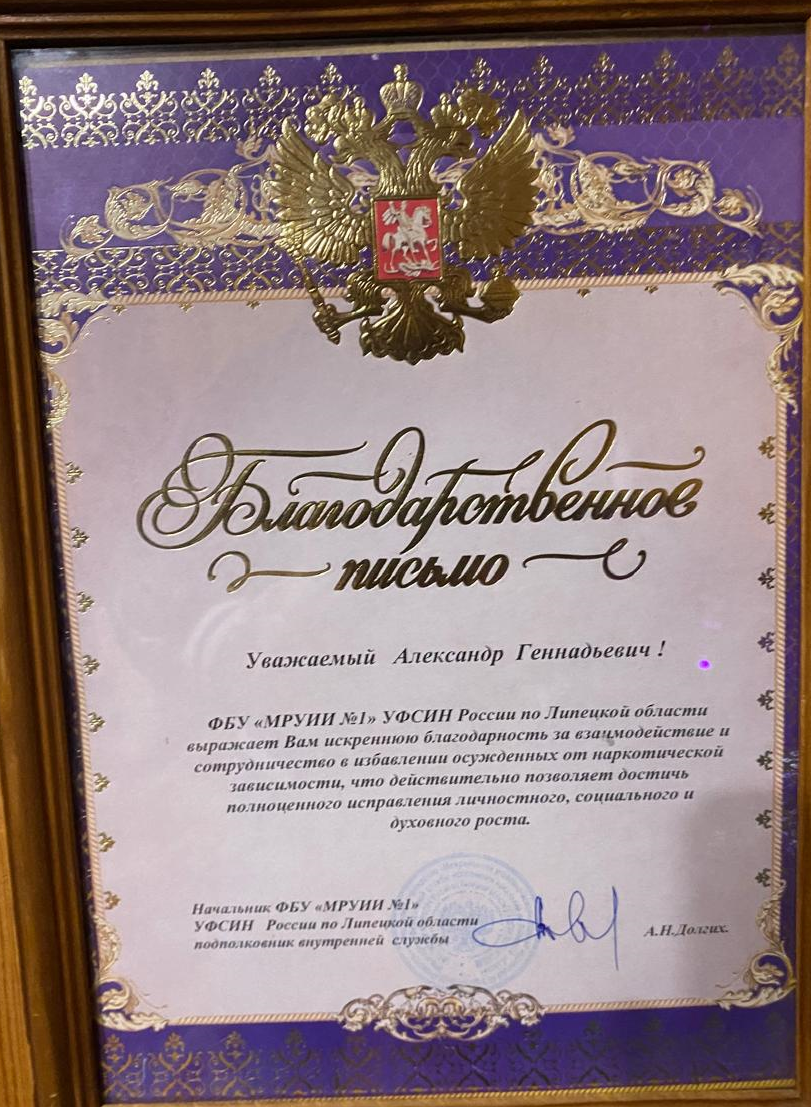 Благодарственное
письмо
Уважаемый Александр Геннадьевич !
ФБУ «МРУИИ №1» УФСИН России по Липецкой области
выражает Вам искреннюю благодарность за взаимодействие и
сотрудничество в избавлении осужденных от наркотической
зависимости, что действительно позволяет достичь
полноценного исправления личностного, социального и
духовного роста.
Начальник ФБУ «МРУИИ №1»
УФСИН России по Липецкой области
подполковник внутренней службы
А.Н.Долгих.